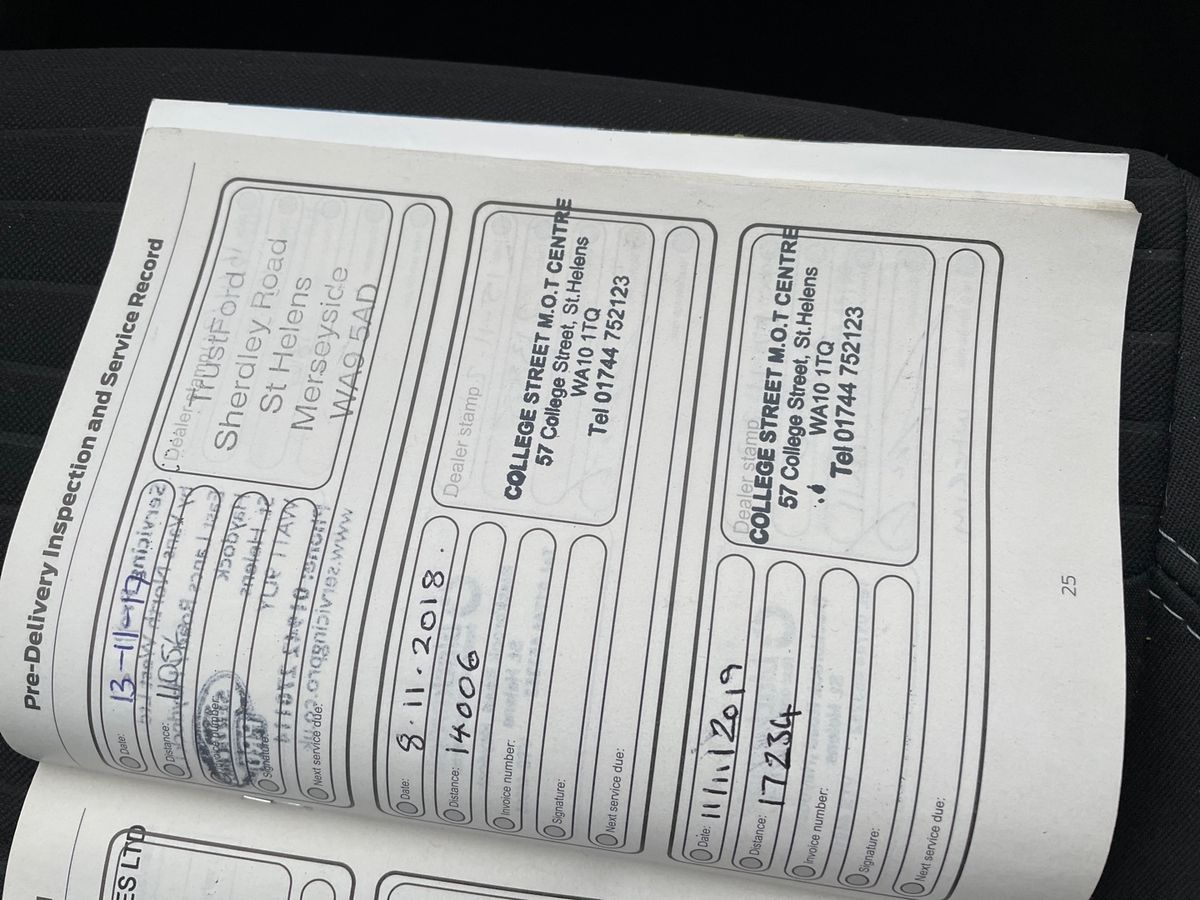 Pre-Delivery Inspection and Service Record
Date: 13-11-17
Distance: 11056
Invoice number:
Signature:
Next service due:
Dealer stamp
TrustFord
Sherdley Road
St Helens
Merseyside
WA9 5AD
Date: 8.11.2018.
Distance: 14006
Invoice number:
Signature:
Next service due:
Dealer stamp
COLLEGE STREET M.O.T CENTRE
57 College Street, St.Helens
WA10 1TQ
Tel 01744 752123
Date: 11/11/2019
Distance: 17234
Invoice number:
Signature:
Next service due:
Dealer stamp
COLLEGE STREET M.O.T CENTRE
57 College Street, St.Helens
WA10 1TQ
Tel 01744 752123
25
ES LTD